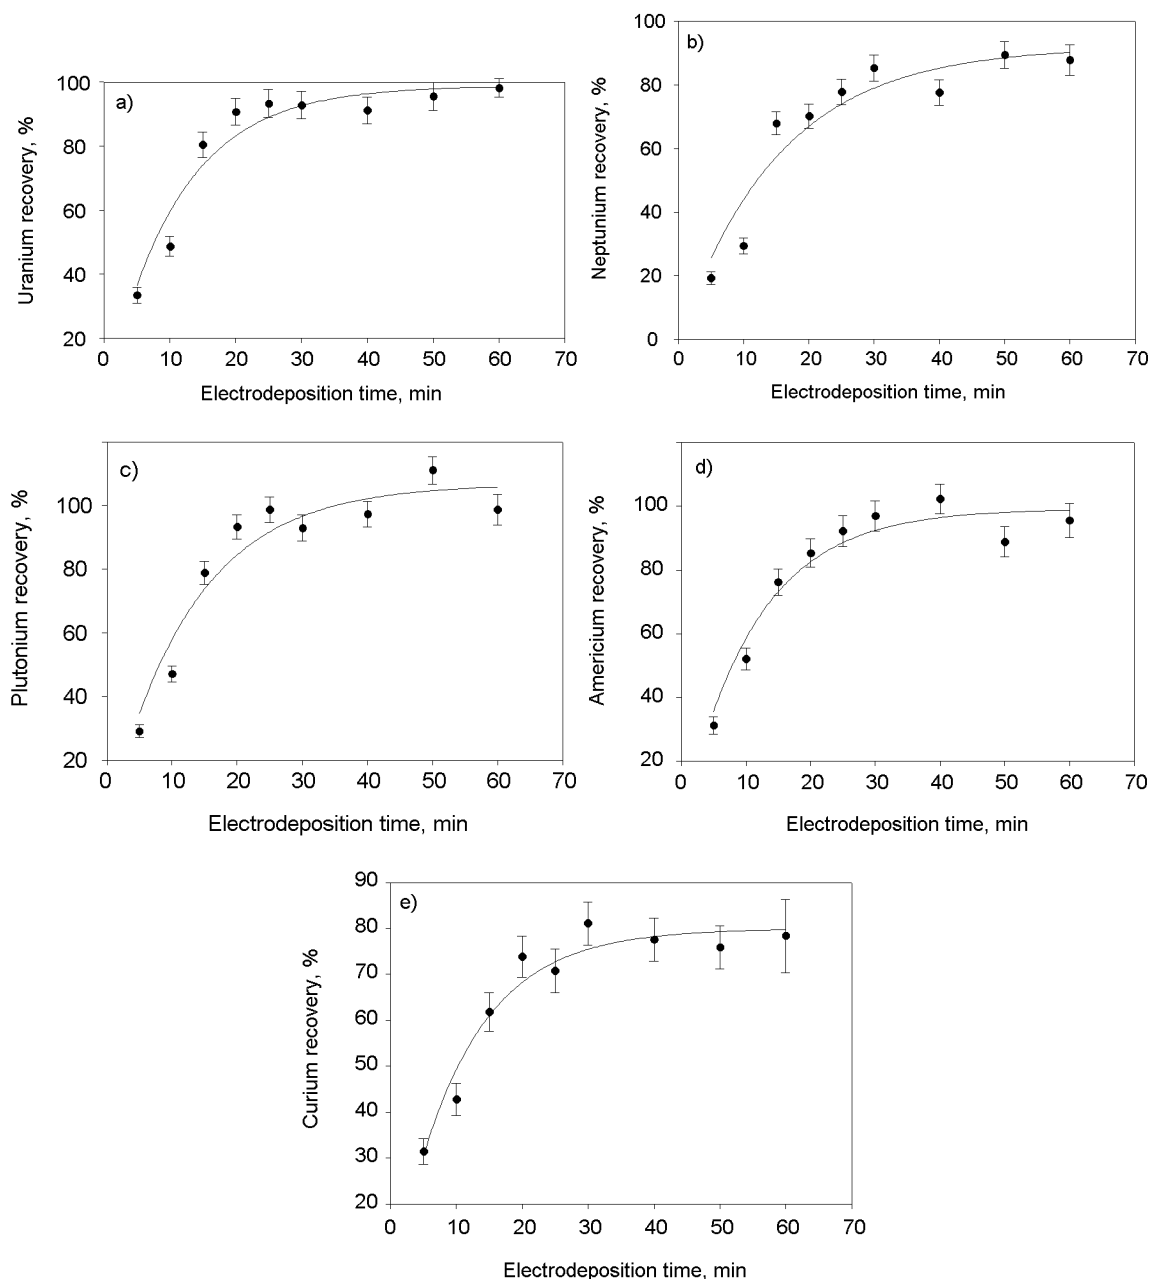 a)
Uranium recovery, %
100
80
60
40
20
0 10 20 30 40 50 60 70
Electrodeposition time, min
b)
Neptunium recovery, %
100
80
60
40
20
0
0 10 20 30 40 50 60 70
Electrodeposition time, min
c)
Plutonium recovery, %
100
80
60
40
20
0 10 20 30 40 50 60 70
Electrodeposition time, min
d)
Americium recovery, %
100
80
60
40
20
0 10 20 30 40 50 60 70
Electrodeposition time, min
e)
Curium recovery, %
90
80
70
60
50
40
30
20
0 10 20 30 40 50 60 70
Electrodeposition time, min